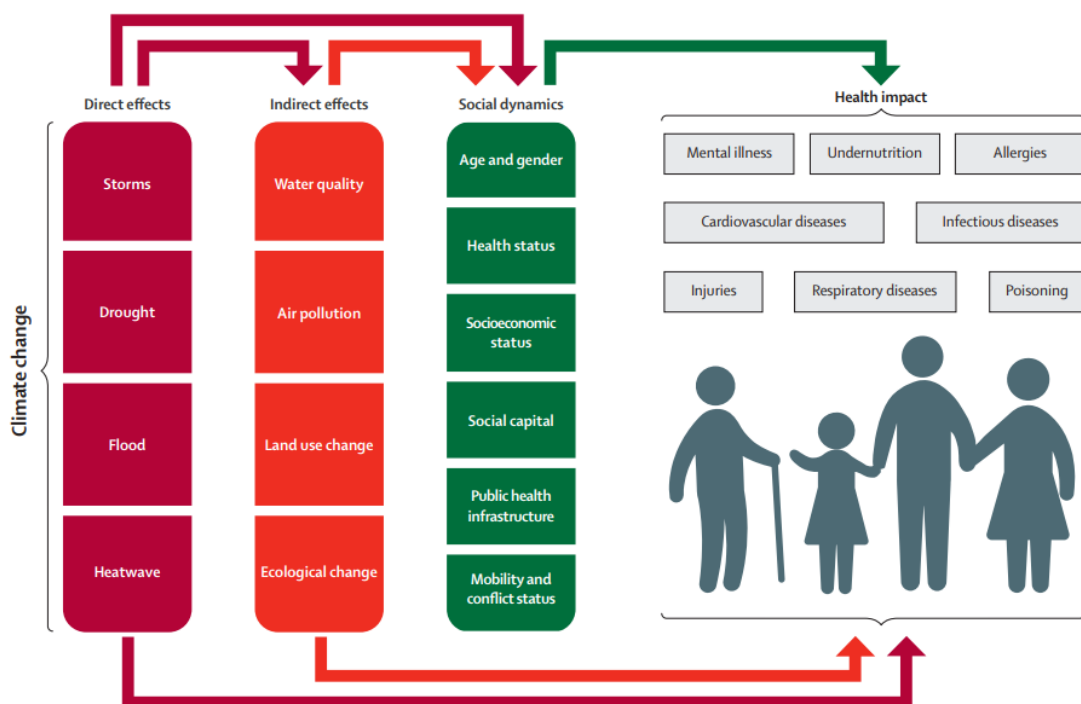 Direct effects
Indirect effects
Social dynamics
Health impact
Climate change
Storms
Drought
Flood
Heatwave
Water quality
Air pollution
Land use change
Ecological change
Age and gender
Health status
Socioeconomic
status
Social capital
Public health
infrastructure
Mobility and
conflict status
Mental illness
Undernutrition
Allergies
Cardiovascular diseases
Infectious diseases
Injuries
Respiratory diseases
Poisoning